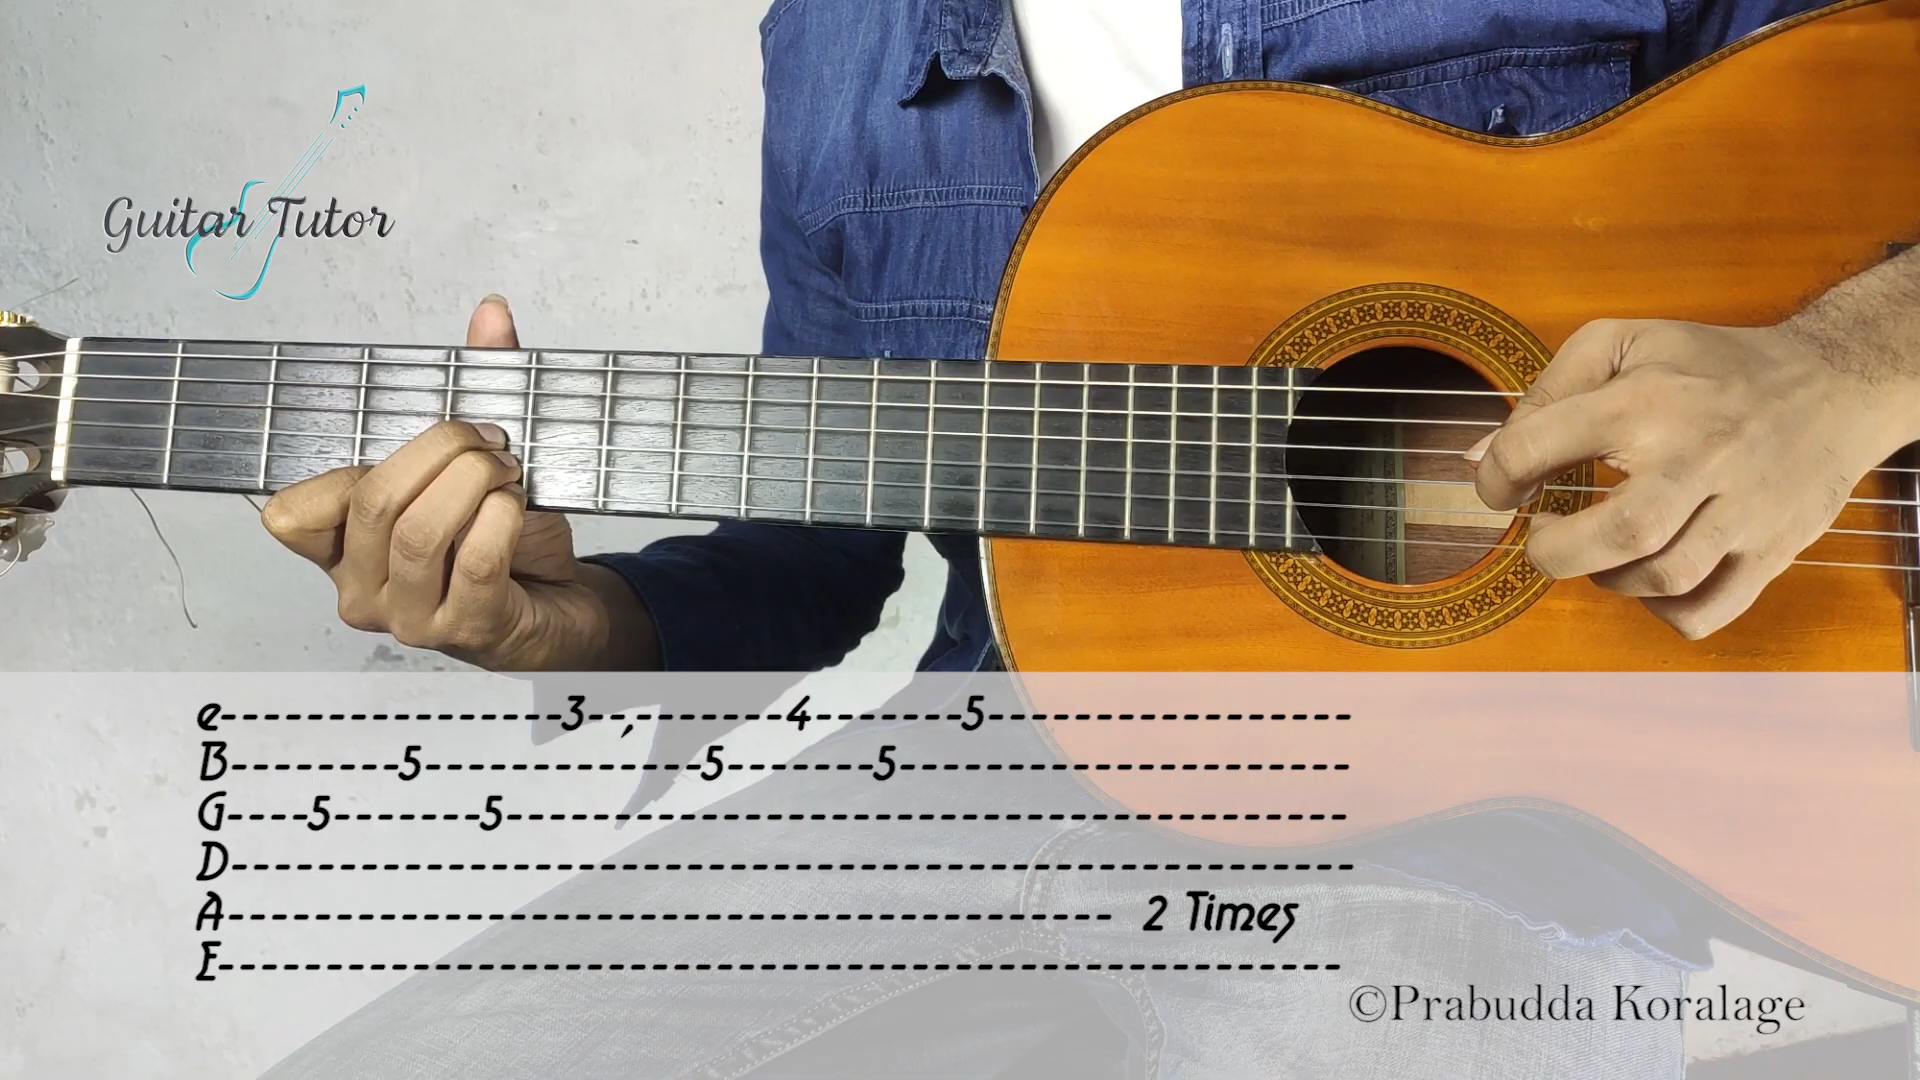 Guitar Tutor
e----------------3--,-------4-------5-----------------
B--------5-------------5-------5---------------------
G----5-------5---------------------------------------
D----------------------------------------------------
A------------------------------------------ 2 Times
E----------------------------------------------------
©Prabudda Koralage